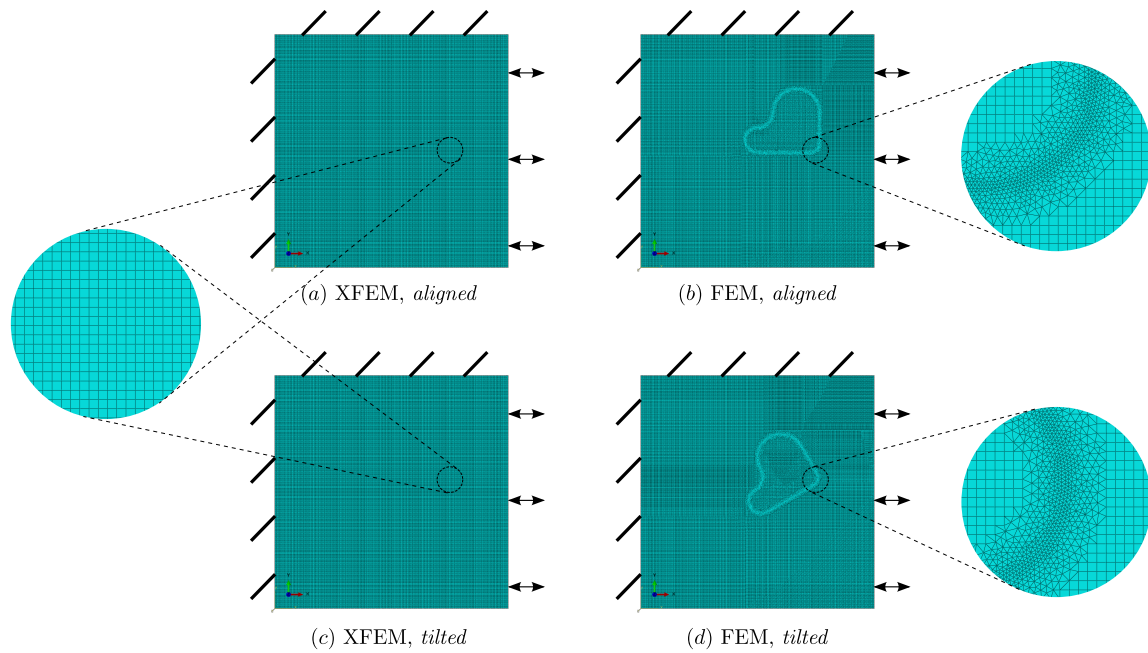 (a) XFEM, aligned
(b) FEM, aligned
(c) XFEM, tilted
(d) FEM, tilted